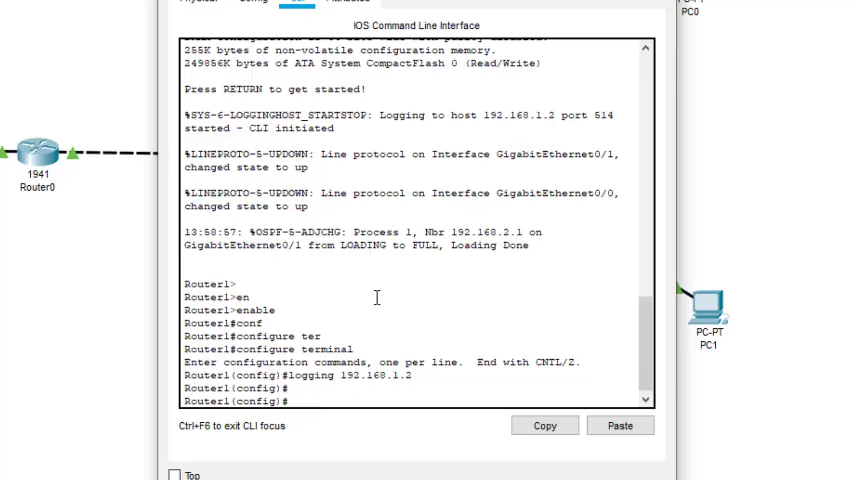 Physical Config CLI Attributes
IOS Command Line Interface
255K bytes of non-volatile configuration memory.
249856K bytes of ATA System CompactFlash 0 (Read/Write)
Press RETURN to get started!
%SYS-6-LOGGINGHOST_STARTSTOP: Logging to host 192.168.1.2 port 514
started - CLI initiated
%LINEPROTO-5-UPDOWN: Line protocol on Interface GigabitEthernet0/1,
changed state to up
%LINEPROTO-5-UPDOWN: Line protocol on Interface GigabitEthernet0/0,
changed state to up
13:58:57: %OSPF-5-ADJCHG: Process 1, Nbr 192.168.2.1 on
GigabitEthernet0/1 from LOADING to FULL, Loading Done
Router1>
Router1>en
Router1>enable
Router1#conf
Router1#configure ter
Router1#configure terminal
Enter configuration commands, one per line.  End with CNTL/Z.
Router1(config)#logging 192.168.1.2
Router1(config)#
Router1(config)#
Ctrl+F6 to exit CLI focus
Copy
Paste
Top
1941
Router0
PC0
PC-PT
PC1